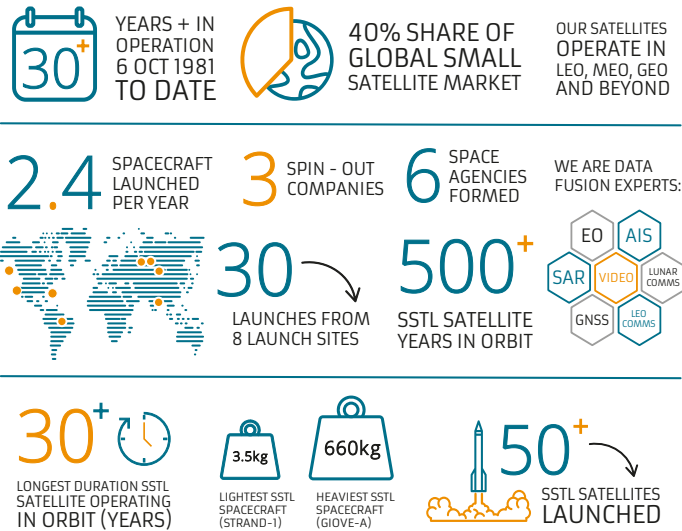 30+
YEARS + IN
OPERATION
6 OCT 1981
TO DATE
40% SHARE OF
GLOBAL SMALL
SATELLITE MARKET
OUR SATELLITES
OPERATE IN
LEO, MEO, GEO
AND BEYOND
2.4
SPACECRAFT
LAUNCHED
PER YEAR
3
SPIN - OUT
COMPANIES
6
SPACE
AGENCIES
FORMED
WE ARE DATA
FUSION EXPERTS:
30
LAUNCHES FROM
8 LAUNCH SITES
500+
SSTL SATELLITE
YEARS IN ORBIT
EO
AIS
SAR
VIDEO
LUNAR
COMMS
GNSS
LEO
COMMS
30+
LONGEST DURATION SSTL
SATELLITE OPERATING
IN ORBIT (YEARS)
3.5kg
LIGHTEST SSTL
SPACECRAFT
(STRAND-1)
660kg
HEAVIEST SSTL
SPACECRAFT
(GIOVE-A)
50+
SSTL SATELLITES
LAUNCHED